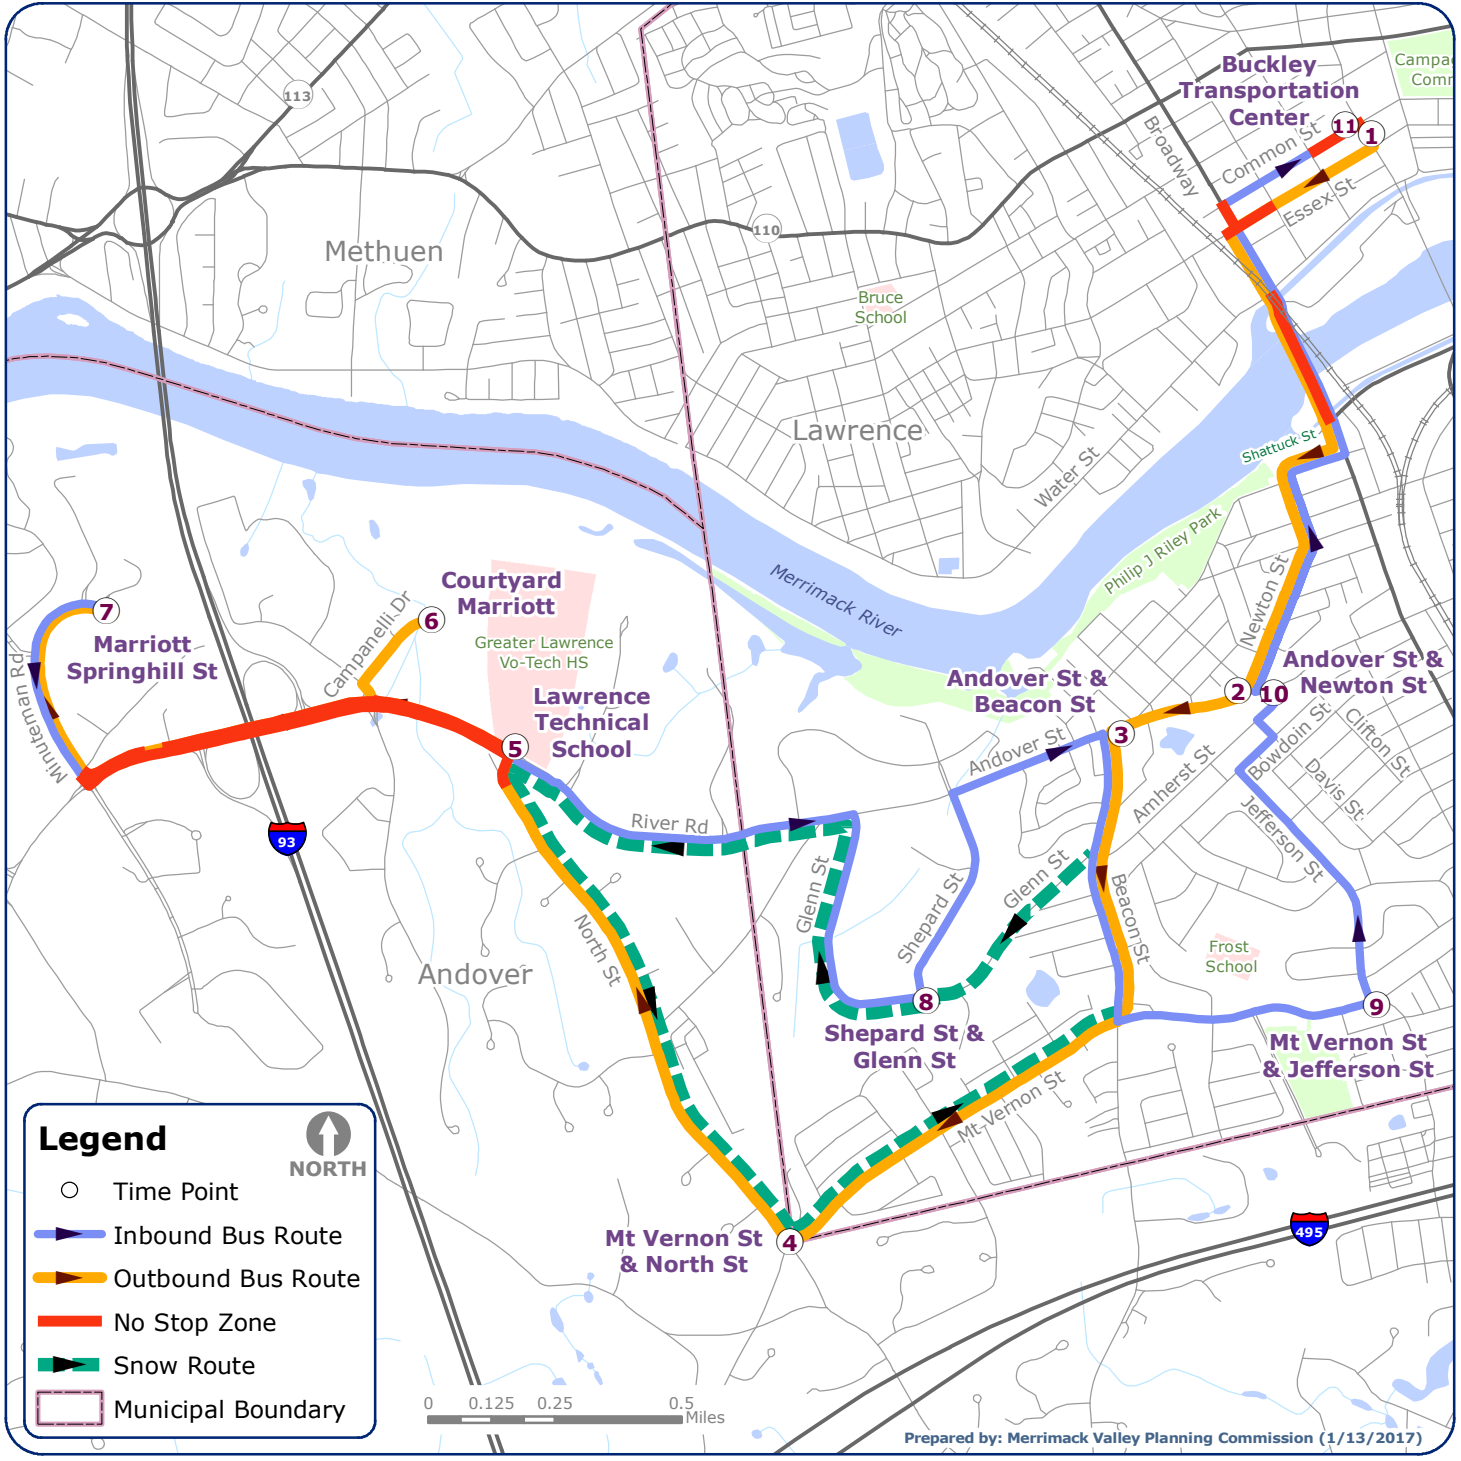 113
Buckley
Transportation
Center
Campa
Comm
Broadway
Common St
11
1
Essex St
Methuen
110
Bruce
School
Lawrence
Shattuck St
Water St
Philip J Riley Park
Merrimack River
Newton St
Courtyard
Marriott
Campanelli Dr
6
Greater Lawrence
Vo-Tech HS
7
Marriott
Springhill St
Minuteman Rd
Lawrence
Technical
School
5
Andover St &
Beacon St
2
10
Andover St &
Newton St
3
Andover St
Bowdoin St
Clifton St
Davis St
Amherst St
Jefferson St
93
River Rd
Glenn St
Shepard St
Glenn St
Beacon St
North St
Andover
Frost
School
8
Shepard St &
Glenn St
9
Mt Vernon St
& Jefferson St
Mt Vernon St
Mt Vernon St
& North St
4
495
Legend
NORTH
Time Point
Inbound Bus Route
Outbound Bus Route
No Stop Zone
Snow Route
Municipal Boundary
0 0.125 0.25 0.5
Miles
Prepared by: Merrimack Valley Planning Commission (1/13/2017)